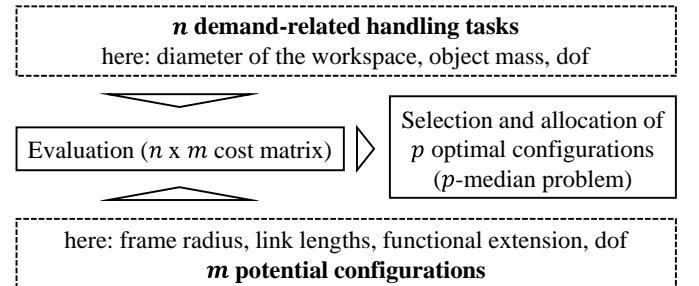 n demand-related handling tasks
here: diameter of the workspace, object mass, dof
Evaluation (n x m cost matrix)
Selection and allocation of
p optimal configurations
(p-median problem)
here: frame radius, link lengths, functional extension, dof
m potential configurations